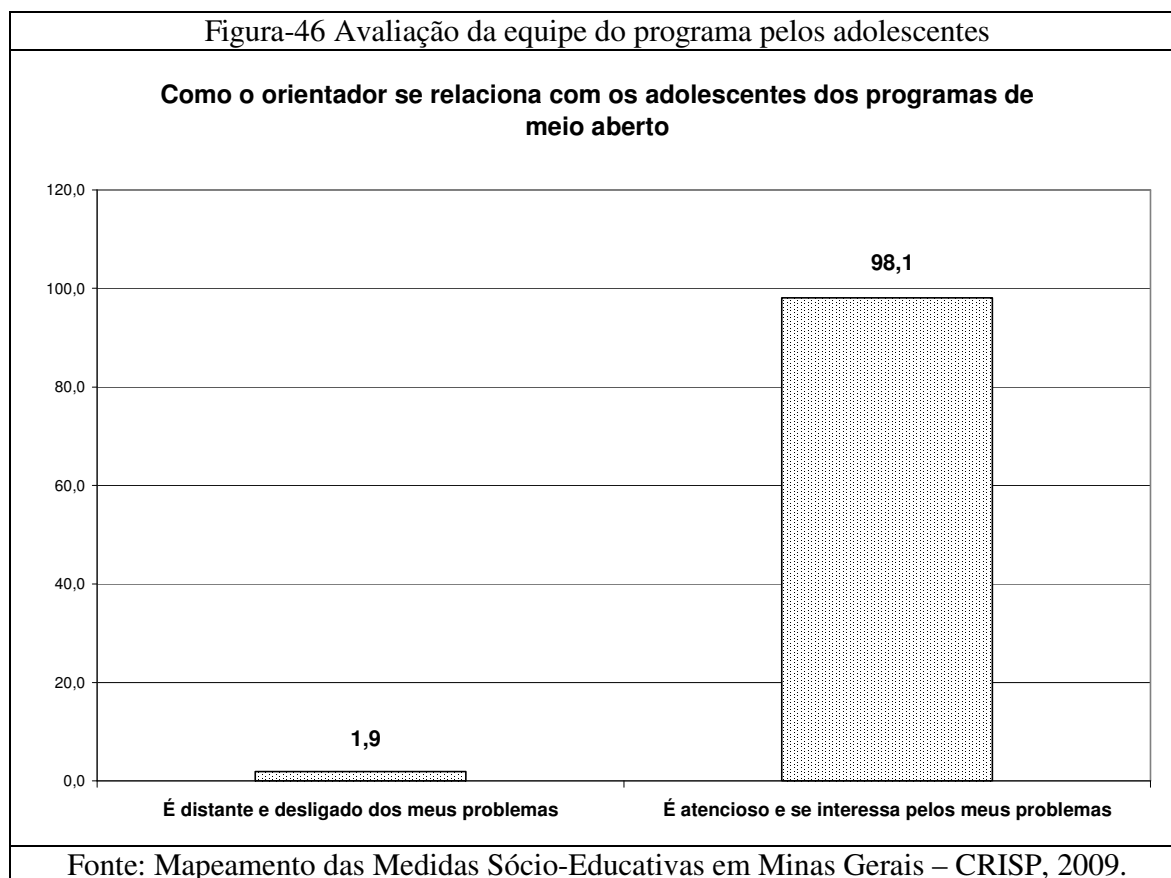 Figura-46 Avaliação da equipe do programa pelos adolescentes
Como o orientador se relaciona com os adolescentes dos programas de
meio aberto
120,0
100,0
80,0
60,0
40,0
20,0
0,0
1,9
98,1
É distante e desligado dos meus problemas
É atencioso e se interessa pelos meus problemas
Fonte: Mapeamento das Medidas Sócio-Educativas em Minas Gerais – CRISP, 2009.